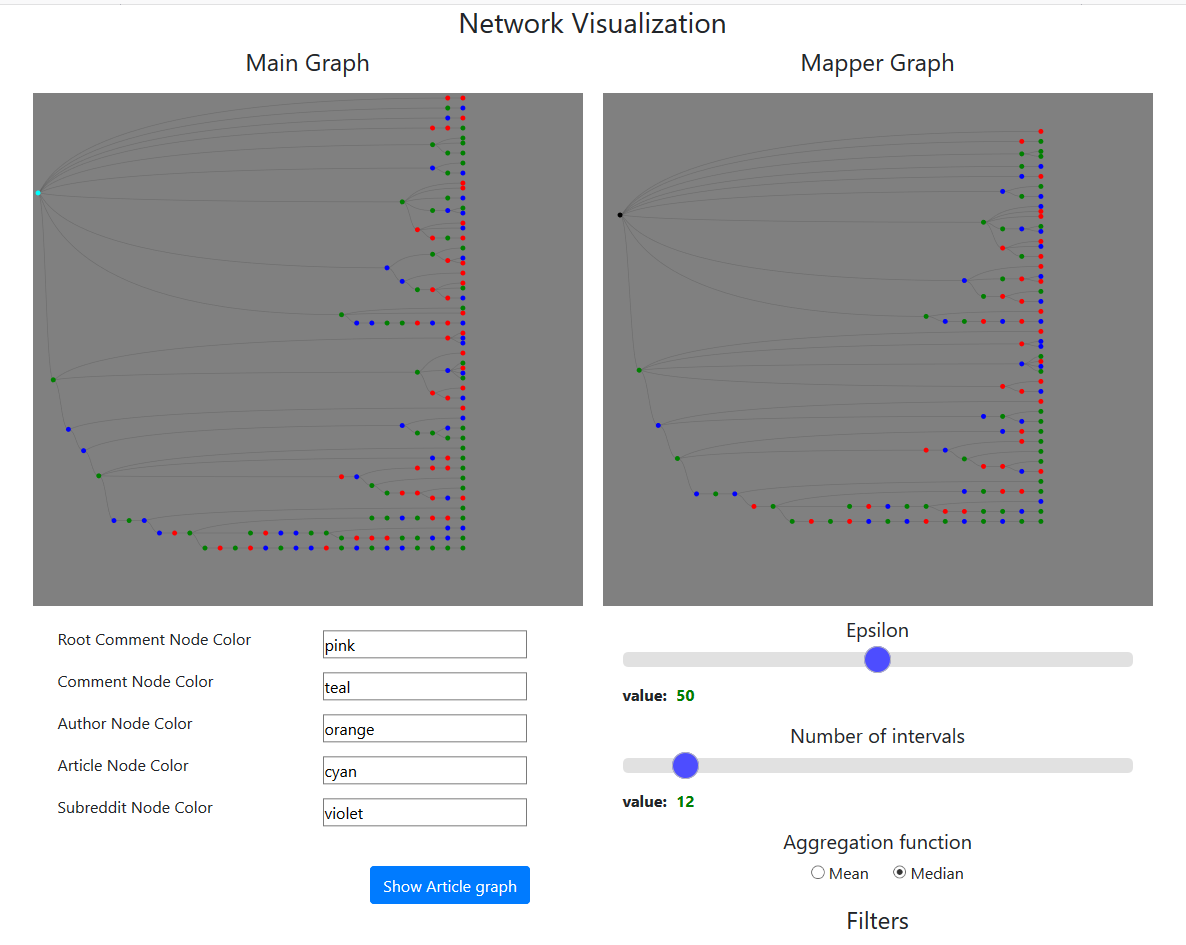 Network Visualization
Main Graph
Mapper Graph
Root Comment Node Color
pink
Comment Node Color
teal
Author Node Color
orange
Article Node Color
cyan
Subreddit Node Color
violet
Show Article graph
Epsilon
value: 50
Number of intervals
value: 12
Aggregation function
Mean Median
Filters